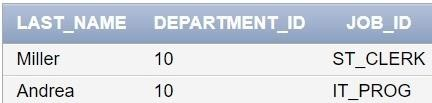 LAST_NAME DEPARTMENT_ID JOB_ID
Miller 10 ST_CLERK
Andrea 10 IT_PROG